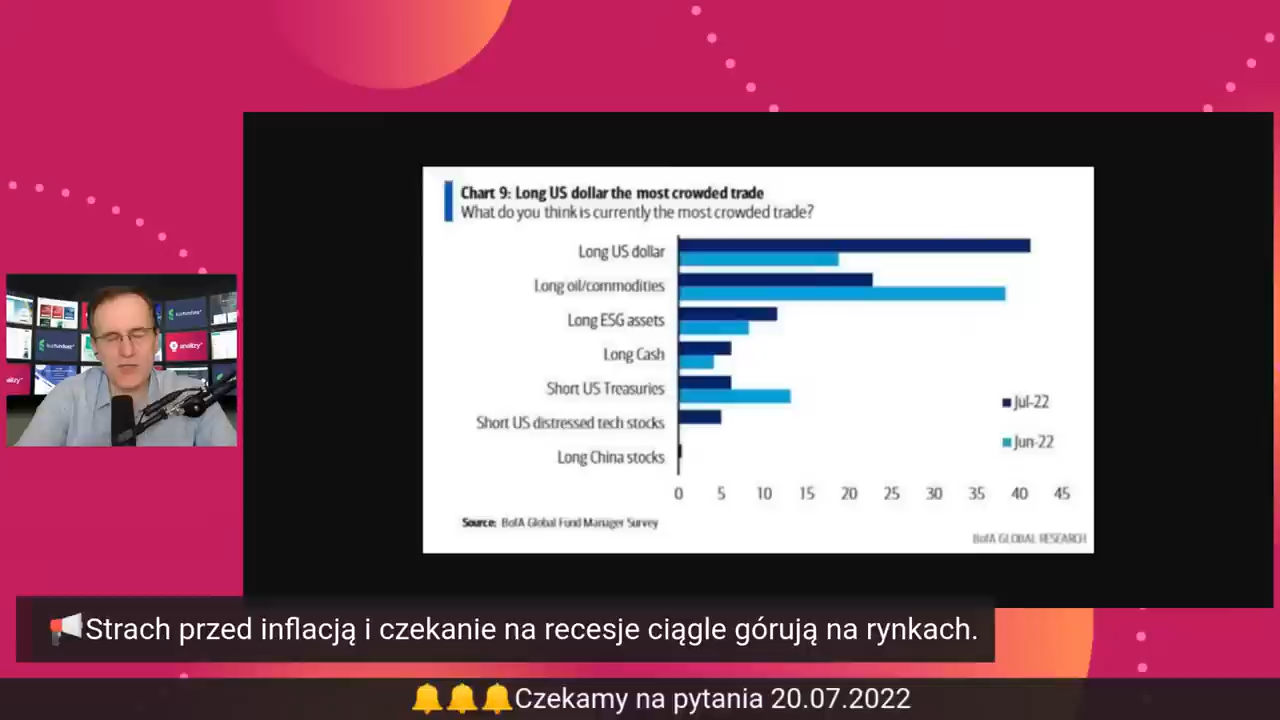 Chart 9: Long US dollar the most crowded trade
What do you think is currently the most crowded trade?
Long US dollar
Long oil/commodities
Long ESG assets
Long Cash
Short US Treasuries
Short US distressed tech stocks
Long China stocks
Jul-22
Jun-22
0 5 10 15 20 25 30 35 40 45
Source: BofA Global Fund Manager Survey
BofA GLOBAL RESEARCH
analizy
Strach przed inflacją i czekanie na recesje ciągle górują na rynkach.
Czekamy na pytania 20.07.2022